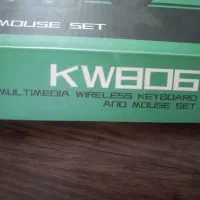 MOUSE SET
KW806
MULTIMEDIA WIRELESS KEYBOARD
AND MOUSE SET